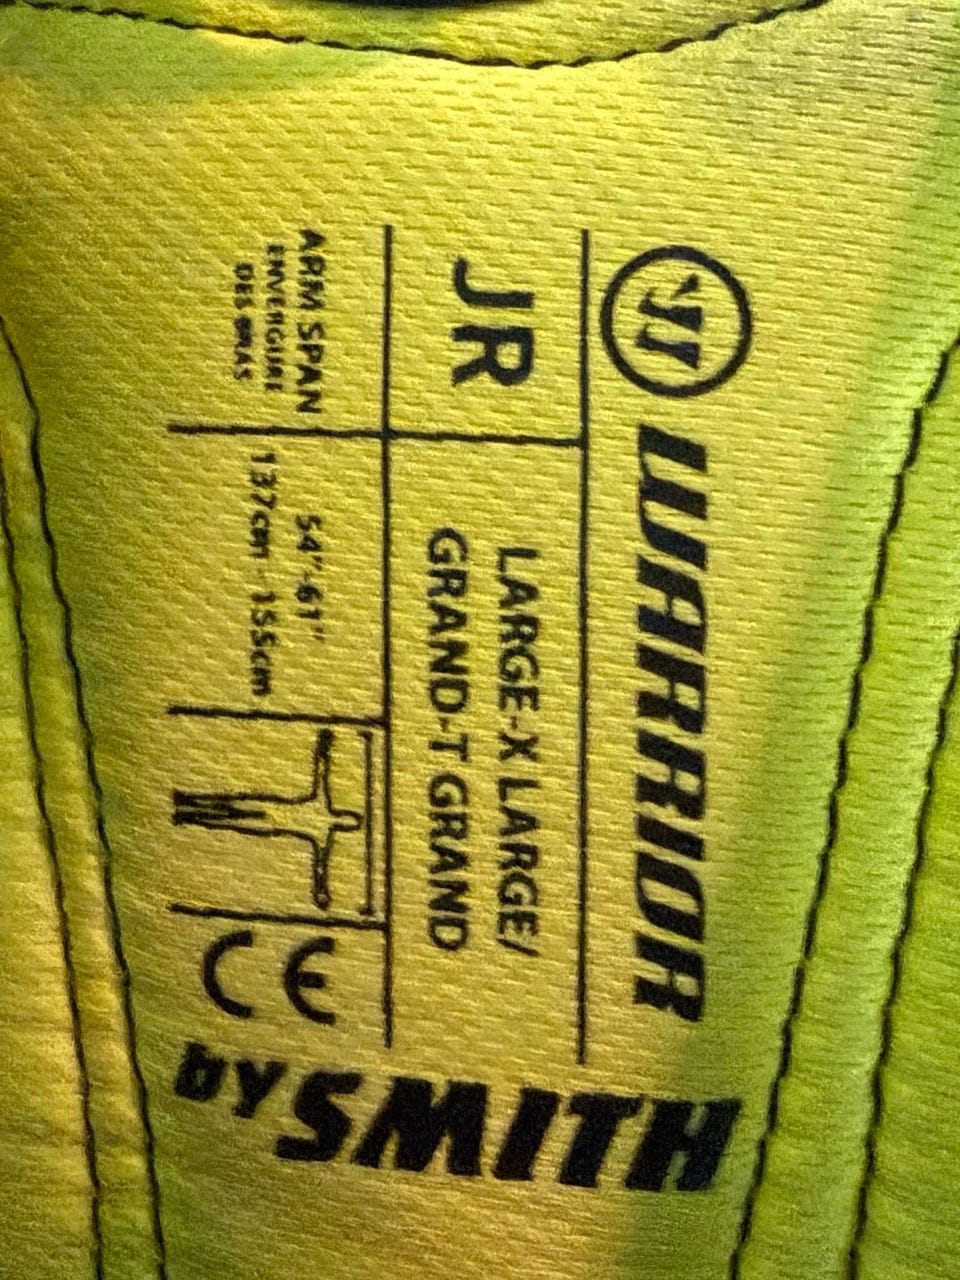 WARRIOR
JR
LARGE-X LARGE/
GRAND-T GRAND
ARM SPAN
ENVERGURE
DES BRAS
54"-61"
137cm-155cm
CE
BY SMITH